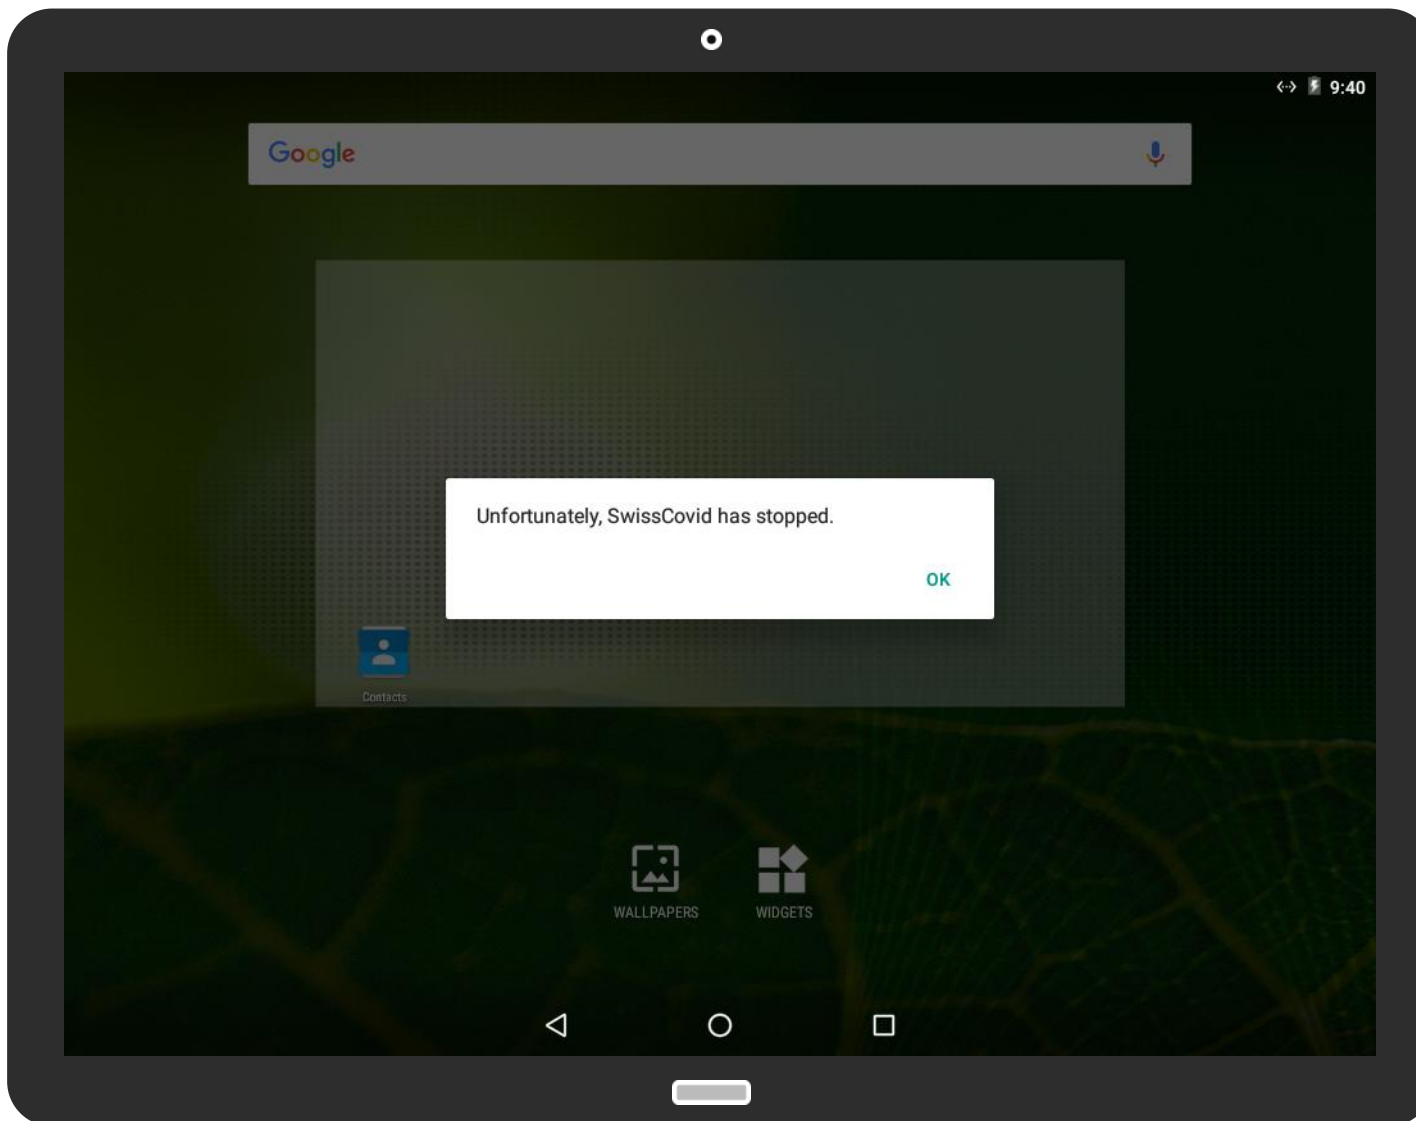 9:40
Google
Unfortunately, SwissCovid has stopped.
OK
Contacts
WALLPAPERS
WIDGETS